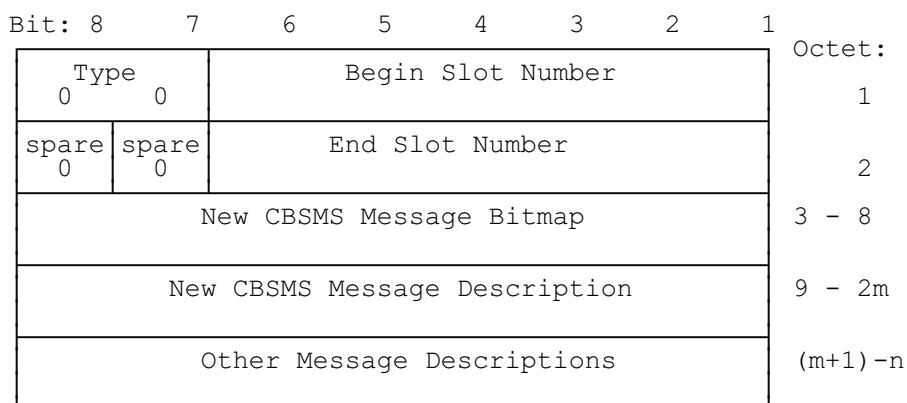 Bit: 8 7 6 5 4 3 2 1
Octet:
Type Begin Slot Number
0 0 1
spare spare End Slot Number
0 0 2
New CBSMS Message Bitmap 3 - 8
New CBSMS Message Description 9 - 2m
Other Message Descriptions (m+1)-n